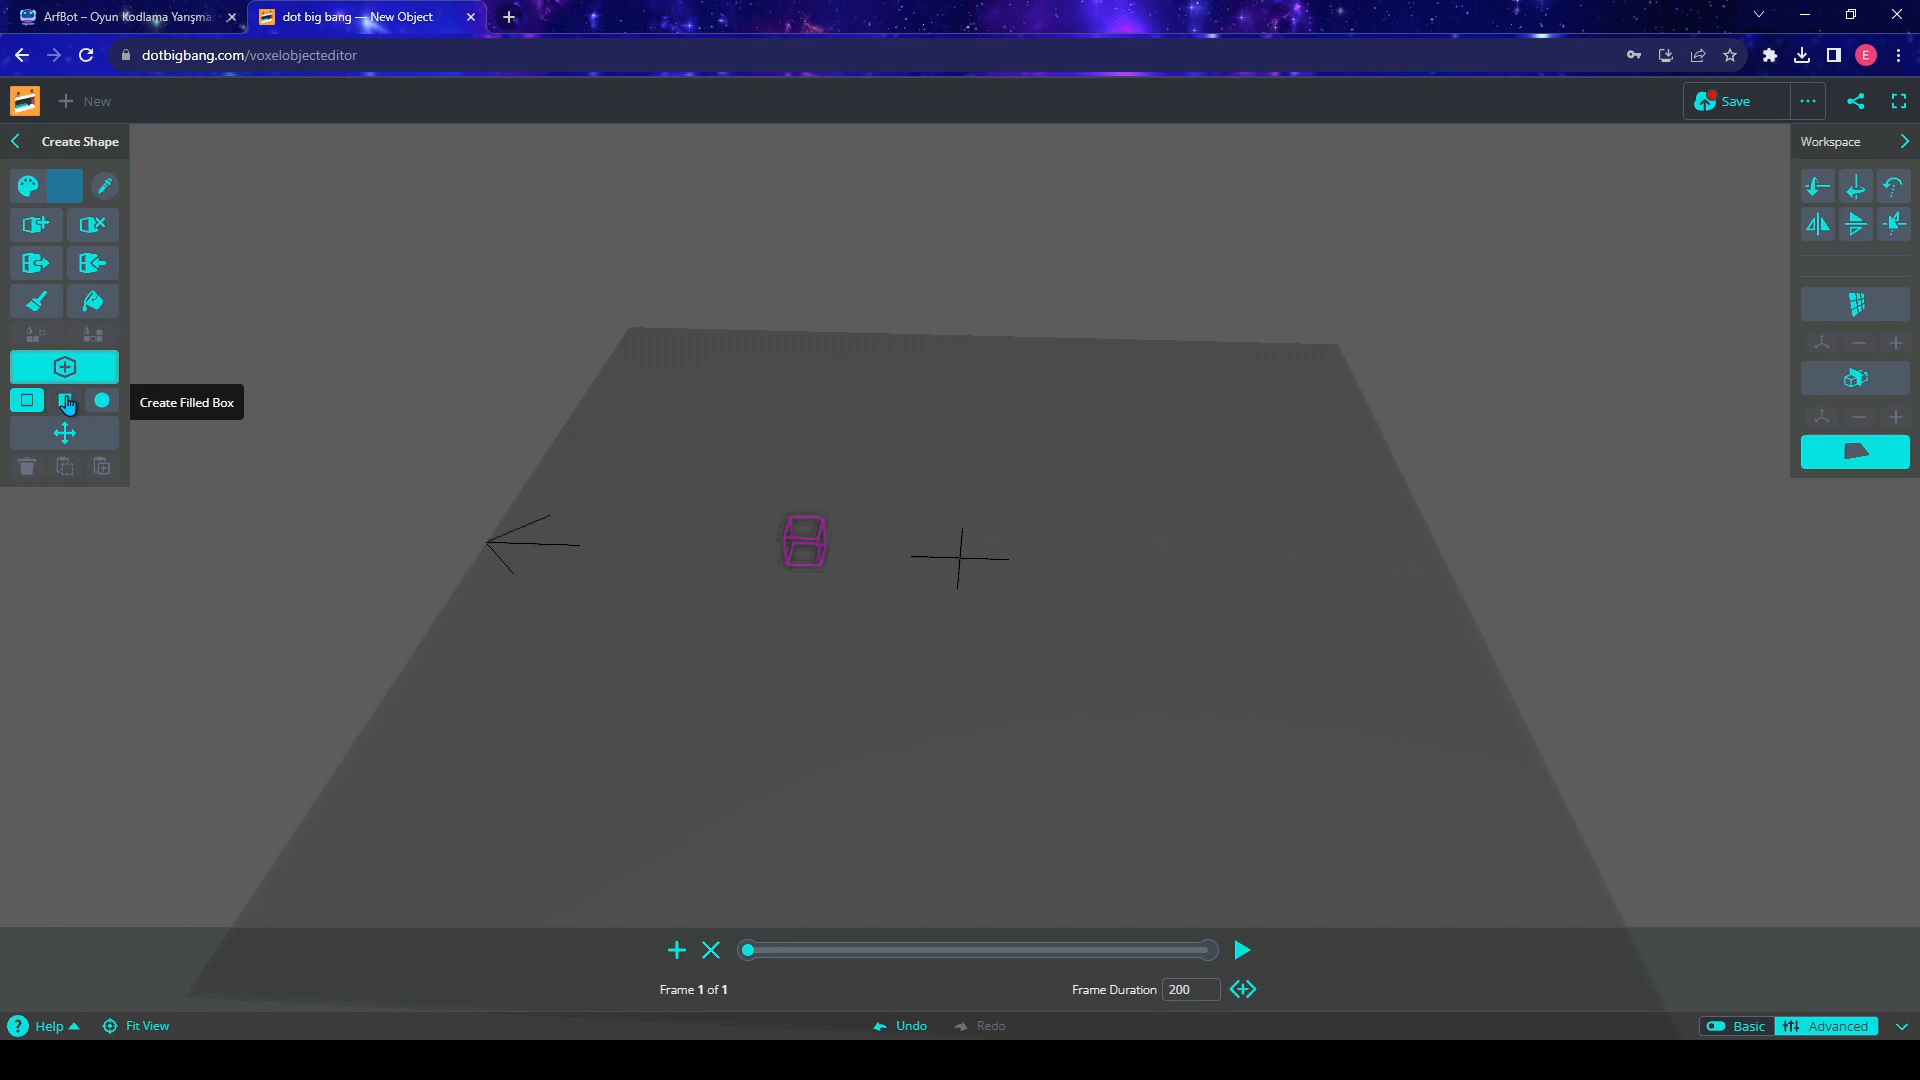 ArfBot – Oyun Kodlama Yarışma
dot big bang — New Object
dotbigbang.com/voxelobjecteditor
E
New
Save
Create Shape
Workspace
Create Filled Box
Frame 1 of 1
Frame Duration 200
? Help
Fit View
Undo
Redo
Basic
Advanced